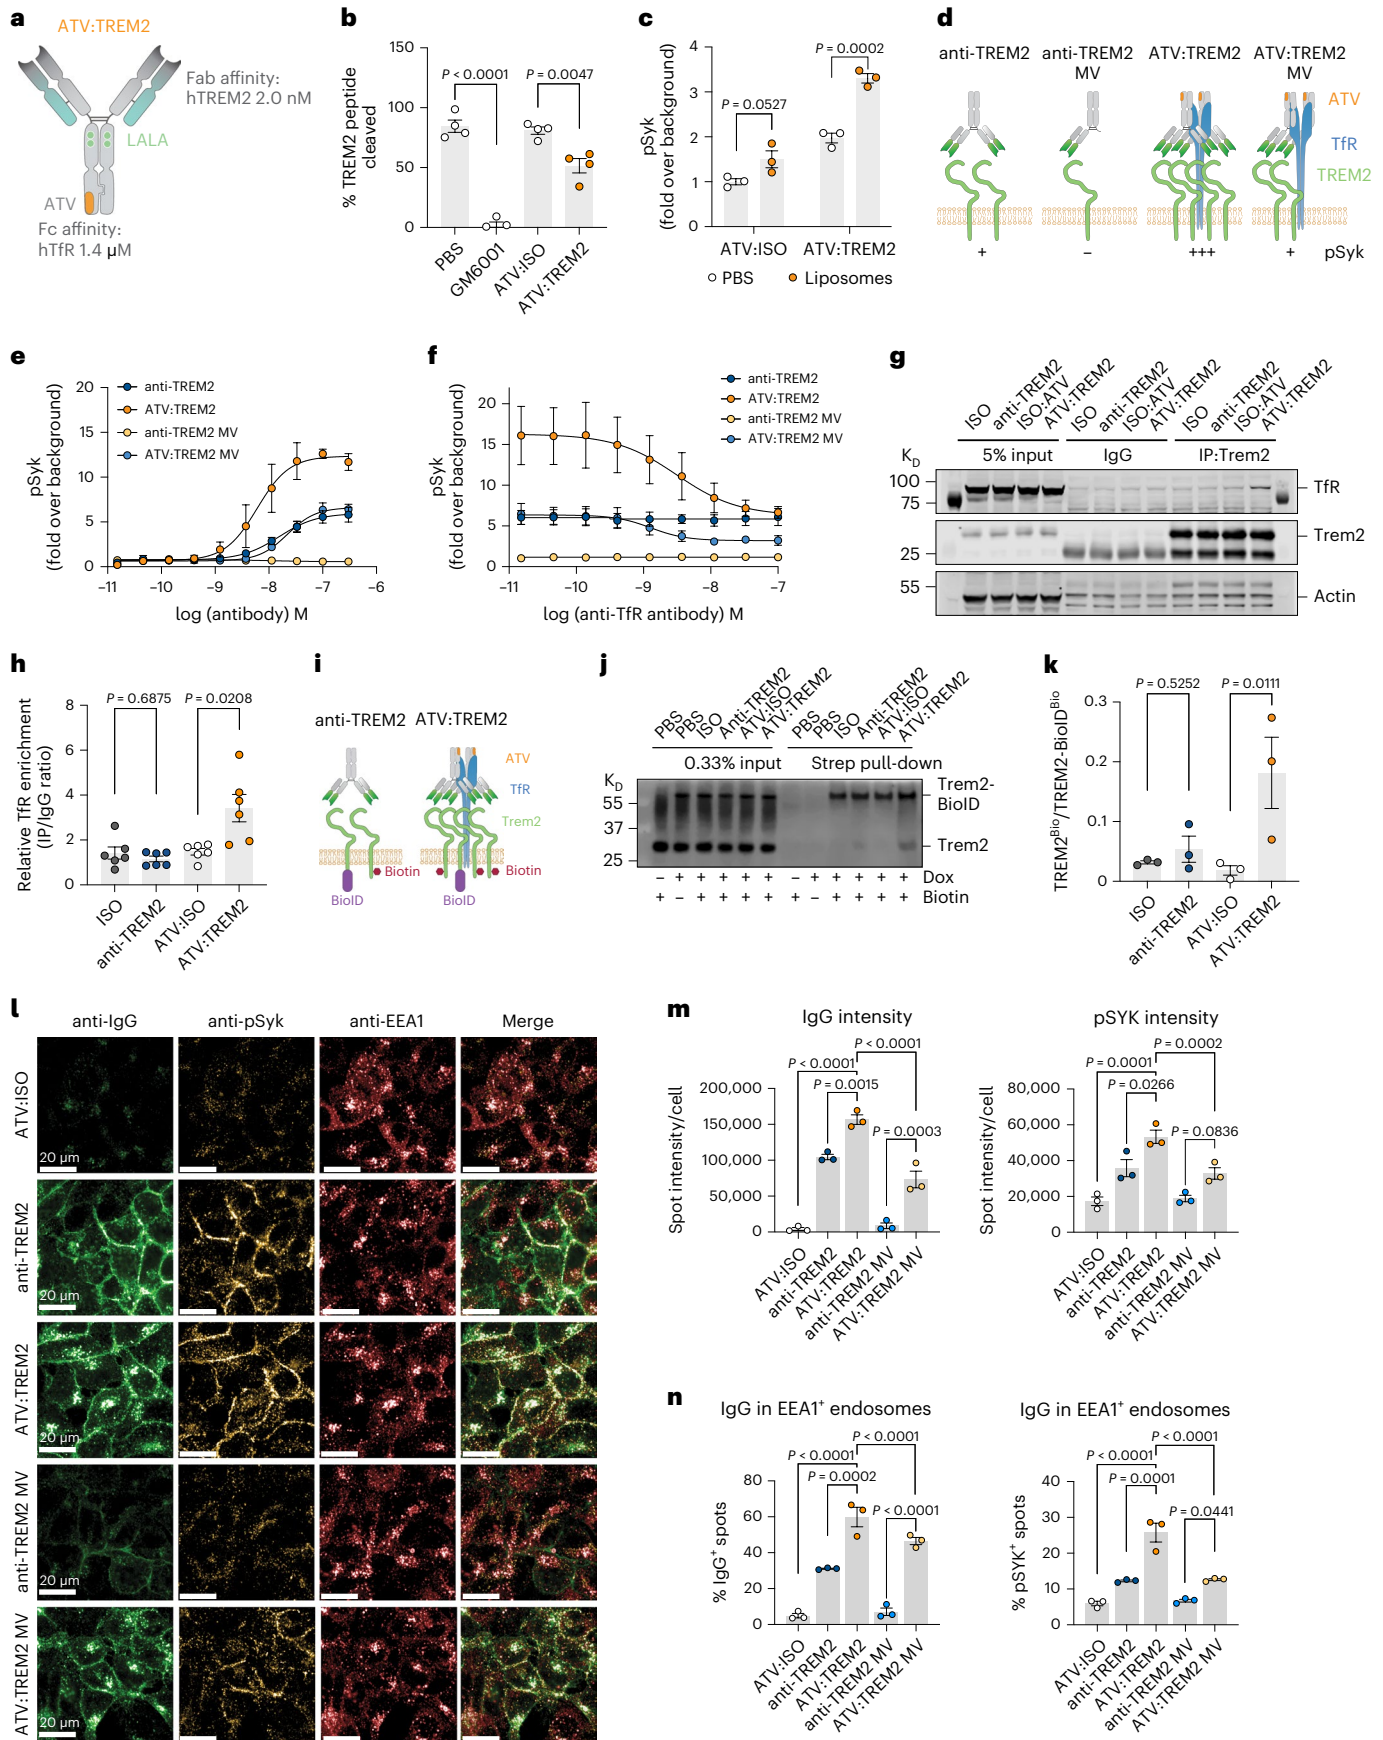 a
ATV:TREM2
Fab affinity:
hTREM2 2.0 nM
LALA
ATV
Fc affinity:
hTfR 1.4 µM
b
% TREM2 peptide
cleaved
150
100
50
0
P < 0.0001
P = 0.0047
PBS
GM6001
ATV:ISO
ATV:TREM2
c
pSyk
(fold over background)
4
3
2
1
0
P = 0.0527
P = 0.0002
ATV:ISO
ATV:TREM2
PBS
Liposomes
d
anti-TREM2
anti-TREM2
MV
ATV:TREM2
ATV:TREM2
MV
ATV
TfR
TREM2
+
–
+++
+
pSyk
e
pSyk
(fold over background)
20
15
10
5
0
anti-TREM2
ATV:TREM2
anti-TREM2 MV
ATV:TREM2 MV
–11
–10
–9
–8
–7
–6
log (antibody) M
f
pSyk
(fold over background)
20
15
10
5
0
anti-TREM2
ATV:TREM2
anti-TREM2 MV
ATV:TREM2 MV
–11
–10
–9
–8
–7
log (anti-TfR antibody) M
g
ISO
anti-TREM2
ISO:ATV
ATV:TREM2
ISO
anti-TREM2
ISO:ATV
ATV:TREM2
ISO
anti-TREM2
ISO:ATV
ATV:TREM2
5% input
IgG
IP:Trem2
KD
100
75
TfR
25
Trem2
55
Actin
h
Relative TfR enrichment
(IP/IgG ratio)
8
6
4
2
0
P = 0.6875
P = 0.0208
ISO
anti-TREM2
ATV:ISO
ATV:TREM2
i
anti-TREM2
ATV:TREM2
ATV
TfR
Trem2
Biotin
Biotin
BioID
BioID
j
PBS
PBS
ISO
Anti-TREM2
ATV:ISO
ATV:TREM2
PBS
PBS
ISO
Anti-TREM2
ATV:ISO
ATV:TREM2
0.33% input
Strep pull-down
KD
55
37
25
Trem2-
BioID
Trem2
– + + + + + – + + + + + Dox
+ – + + + + + – + + + + Biotin
k
TREM2Bio/TREM2-BioIDBio
0.3
0.2
0.1
0
P = 0.5252
P = 0.0111
ISO
anti-TREM2
ATV:ISO
ATV:TREM2
l
anti-IgG
anti-pSyk
anti-EEA1
Merge
ATV:ISO
20 µm
anti-TREM2
20 µm
ATV:TREM2
20 µm
anti-TREM2 MV
20 µm
ATV:TREM2 MV
20 µm
m
IgG intensity
Spot intensity/cell
200,000
150,000
100,000
50,000
0
P < 0.0001
P < 0.0001
P = 0.0015
P = 0.0003
ATV:ISO
anti-TREM2
ATV:TREM2
anti-TREM2 MV
ATV:TREM2 MV
pSYK intensity
Spot intensity/cell
80,000
60,000
40,000
20,000
0
P = 0.0002
P = 0.0001
P = 0.0266
P = 0.0836
ATV:ISO
anti-TREM2
ATV:TREM2
anti-TREM2 MV
ATV:TREM2 MV
n
IgG in EEA1+ endosomes
% IgG+ spots
80
60
40
20
0
P < 0.0001
P < 0.0001
P = 0.0002
P < 0.0001
ATV:ISO
anti-TREM2
ATV:TREM2
anti-TREM2 MV
ATV:TREM2 MV
IgG in EEA1+ endosomes
% pSYK+ spots
40
30
20
10
0
P < 0.0001
P < 0.0001
P = 0.0001
P = 0.0441
ATV:ISO
anti-TREM2
ATV:TREM2
anti-TREM2 MV
ATV:TREM2 MV